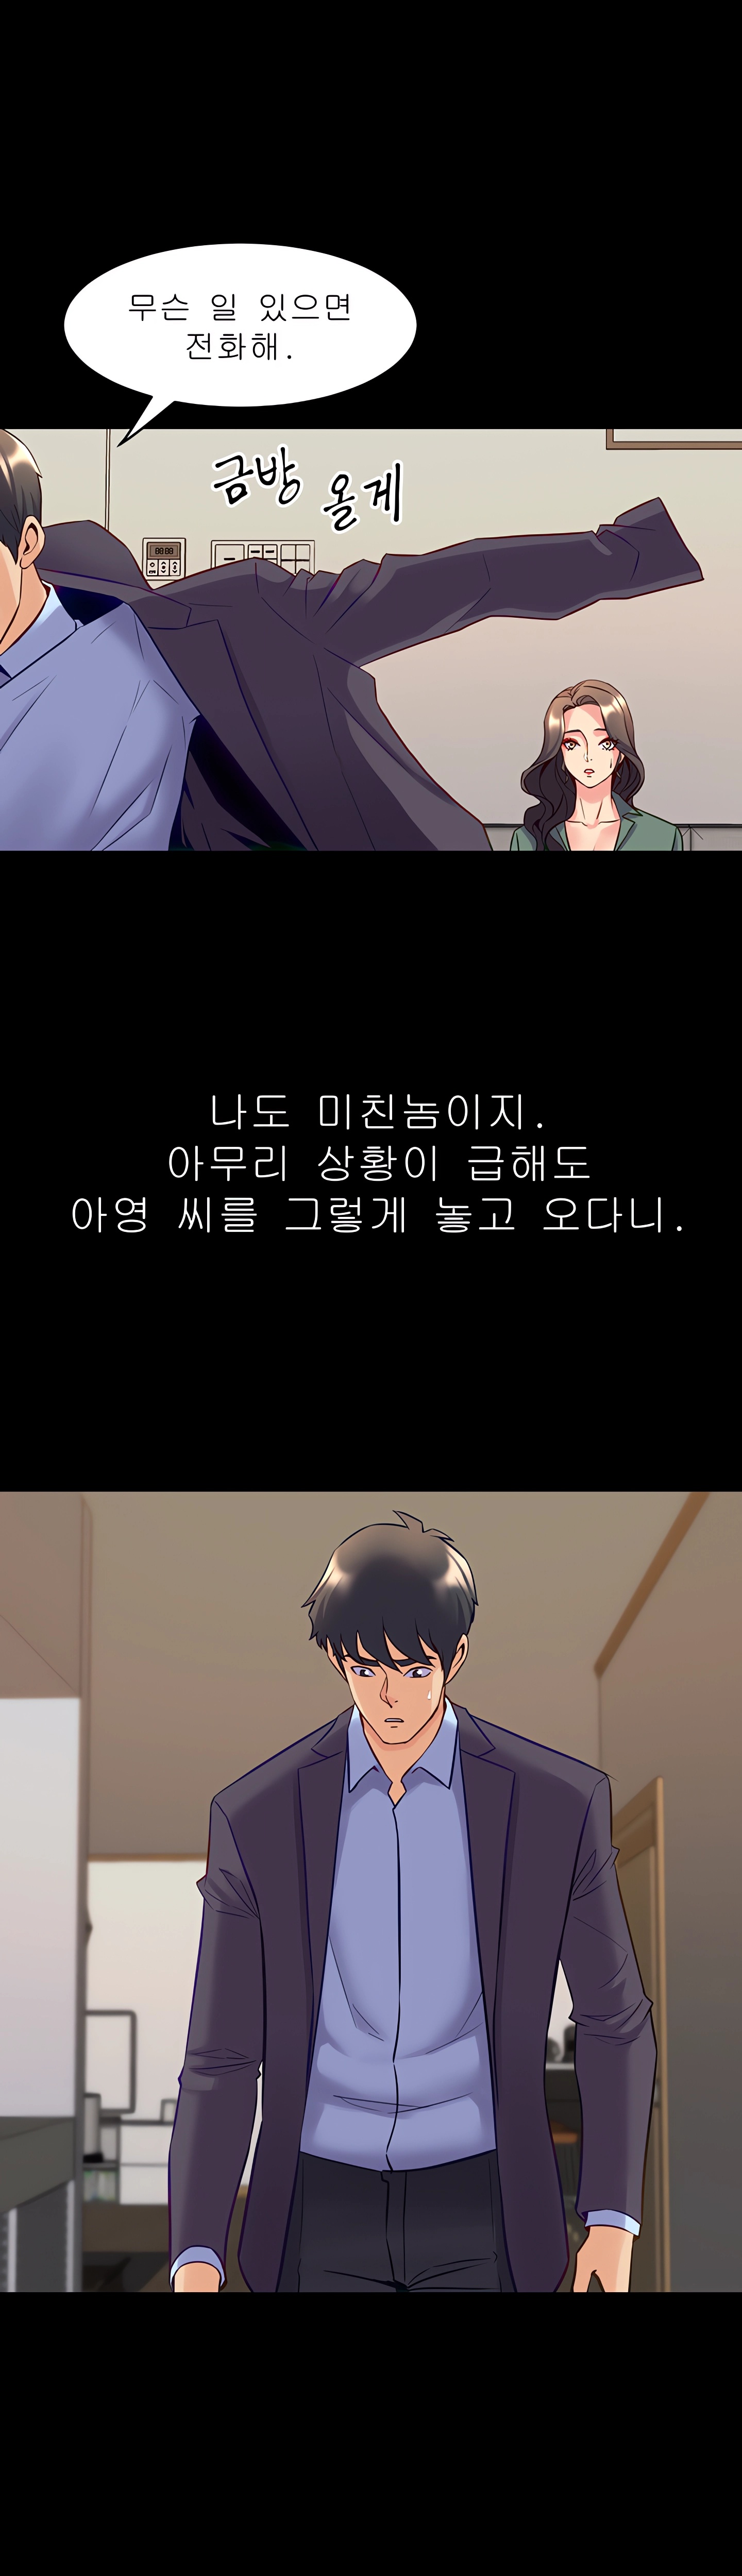 무슨 일 있으면
전화해.
금방 올게
나도 미친놈이지.
아무리 상황이 급해도
아영 씨를 그렇게 놓고 오다니.